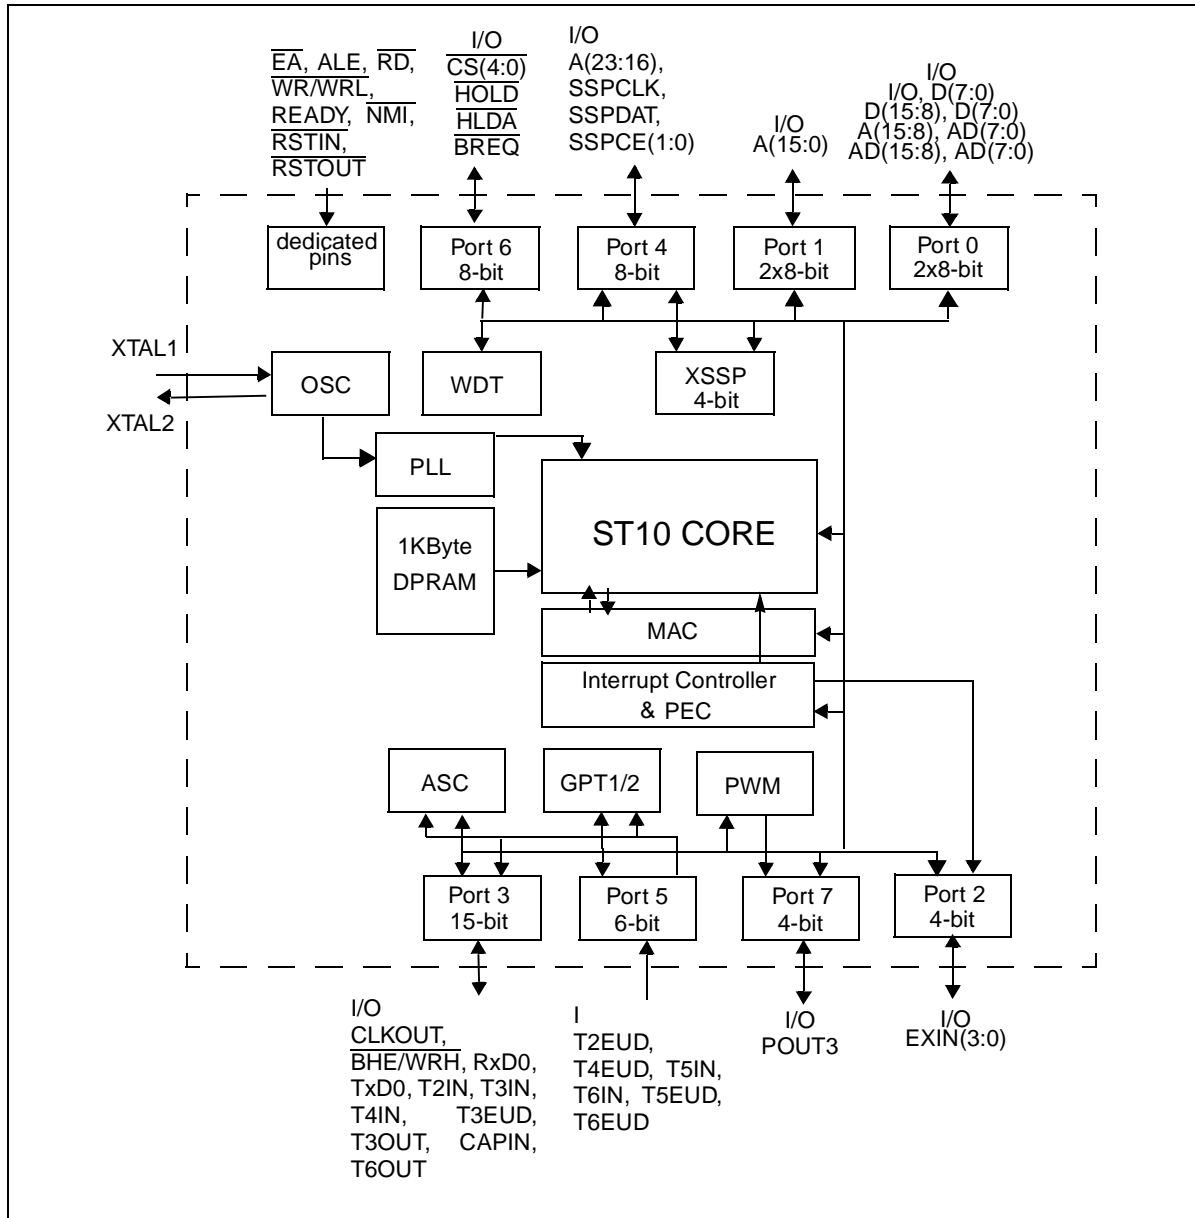 EA, ALE, RD,
WR/WRL,
READY, NMI,
RSTIN,
RSTOUT
I/O
CS(4:0)
HOLD
HLDA
BREQ
I/O
A(23:16),
SSPCLK,
SSPDAT,
SSPCE(1:0)
I/O
A(15:0)
I/O
I/O, D(7:0)
D(15:8), D(7:0)
A(15:8), AD(7:0)
AD(15:8), AD(7:0)
dedicated
pins
Port 6
8-bit
Port 4
8-bit
Port 1
2x8-bit
Port 0
2x8-bit
XTAL1
XTAL2
OSC
WDT
XSSP
4-bit
PLL
ST10 CORE
1KByte
DPRAM
MAC
Interrupt Controller
& PEC
ASC
GPT1/2
PWM
Port 3
15-bit
Port 5
6-bit
Port 7
4-bit
Port 2
4-bit
I/O
CLKOUT,
BHE/WRH, RxD0,
TxD0, T2IN, T3IN,
T4IN, T3EUD,
T3OUT, CAPIN,
T6OUT
I
T2EUD,
T4EUD, T5IN,
T6IN, T5EUD,
T6EUD
I/O
POUT3
I/O
EXIN(3:0)